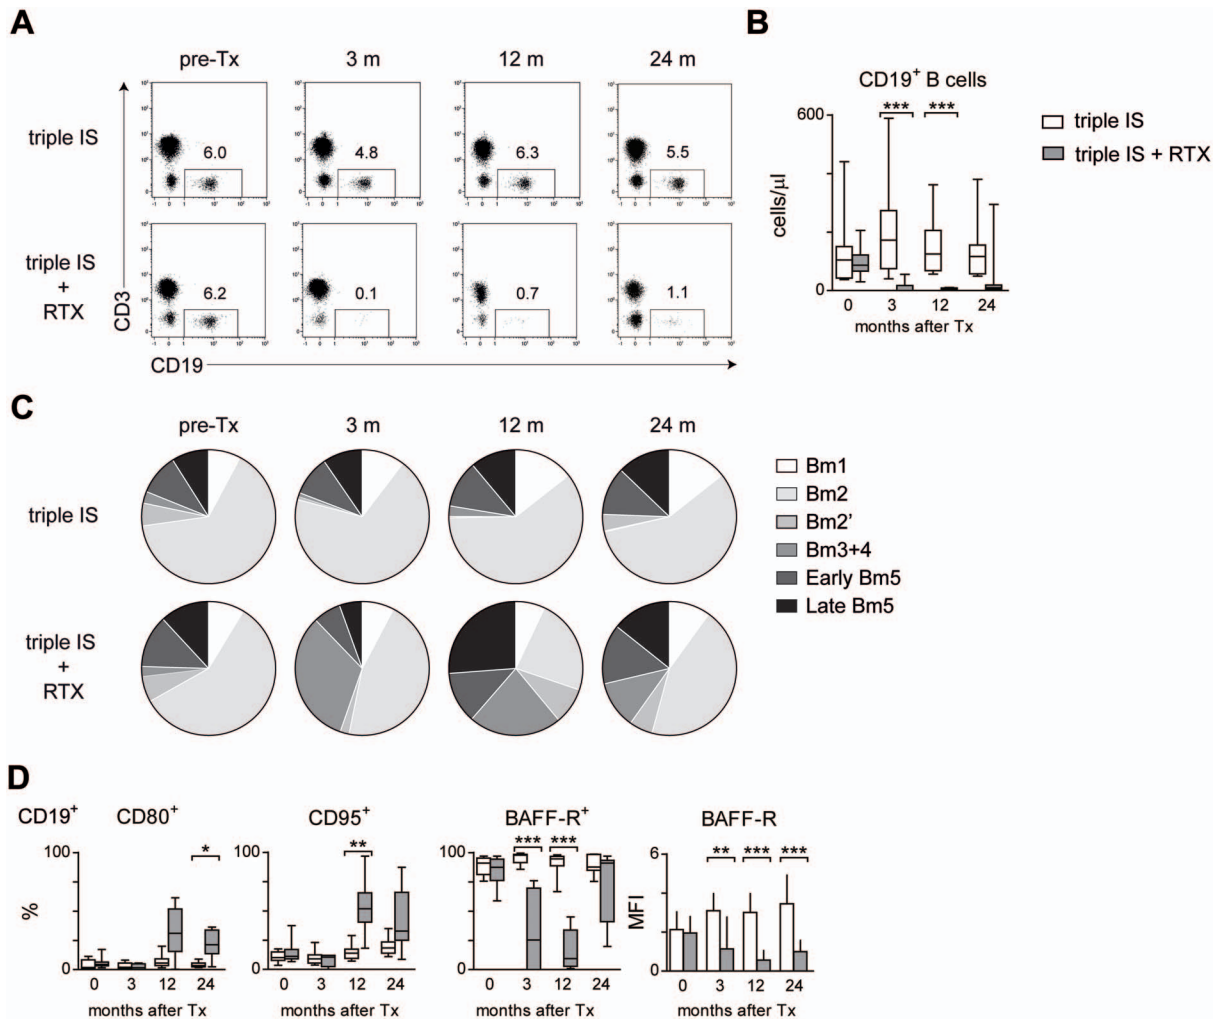 A
pre-Tx 3 m 12 m 24 m
triple IS
6.0 4.8 6.3 5.5
triple IS
+
RTX
6.2 0.1 0.7 1.1
CD3
CD19
B
CD19+ B cells
*** ***
600
0
cells/µl
0 3 12 24
months after Tx
triple IS
triple IS + RTX
C
pre-Tx 3 m 12 m 24 m
triple IS
triple IS
+
RTX
Bm1
Bm2
Bm2'
Bm3+4
Early Bm5
Late Bm5
D
CD19+ CD80+
*
100
0
%
0 3 12 24
months after Tx
CD95+
**
100
0
0 3 12 24
months after Tx
BAFF-R+
*** ***
100
0
0 3 12 24
months after Tx
BAFF-R
** *** ***
6
0
MFI
0 3 12 24
months after Tx